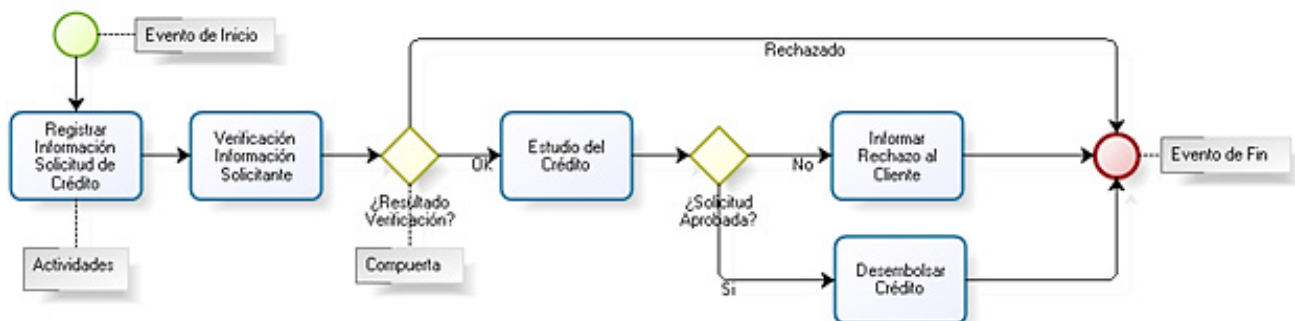 Evento de Inicio
Rechazado
Registrar
Información
Solicitud de
Crédito
Verificación
Información
Solicitante
OK
Estudio del
Crédito
No
Informar
Rechazo al
Cliente
Evento de Fin
¿Resultado
Verificación?
¿Solicitud
Aprobada?
Actividades
Compuerta
Si
Desembolsar
Crédito